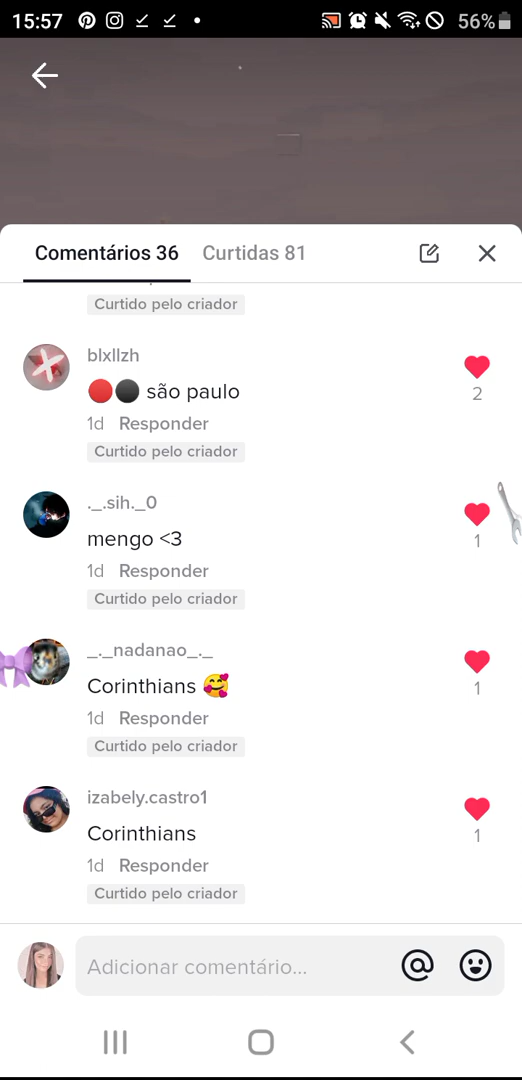 15:57
56%
Comentários 36
Curtidas 81
Curtido pelo criador
blxllzh
🔴⚫ são paulo
2
1d Responder
Curtido pelo criador
._.sih._0
mengo <3
1
1d Responder
Curtido pelo criador
_._nadanao_._
Corinthians 🥰
1
1d Responder
Curtido pelo criador
izabely.castro1
Corinthians
1
1d Responder
Curtido pelo criador
Adicionar comentário...